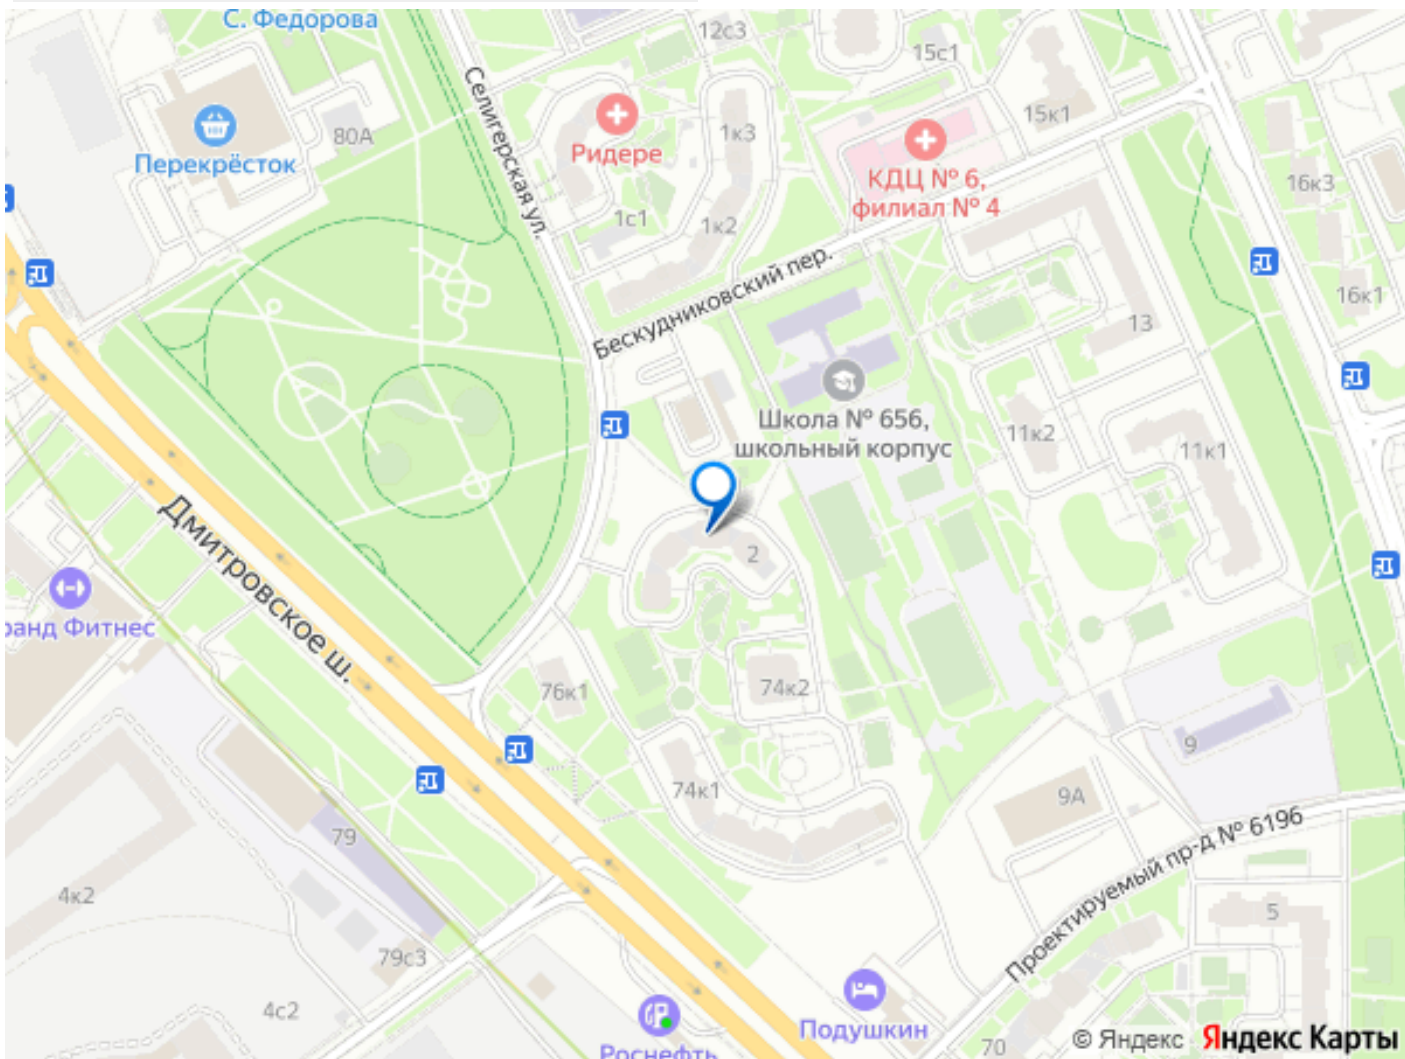 С. Федорова
12с3
15с1
Селигерская ул.
15к1
1к3
80А
Перекрёсток
Ридере
КДЦ № 6,
филиал № 4
16к3
1с1
1к2
Бескудниковский пер.
16к1
13
Школа № 656,
школьный корпус
11к2
11к1
Дмитровское ш.
2
ранд Фитнес
76к1
74к2
9
74к1
9А
Проектируемый пр-д № 6196
79
4к2
5
79с3
4с2
Подушкин
Роснефть
70
© Яндекс Яндекс Карты